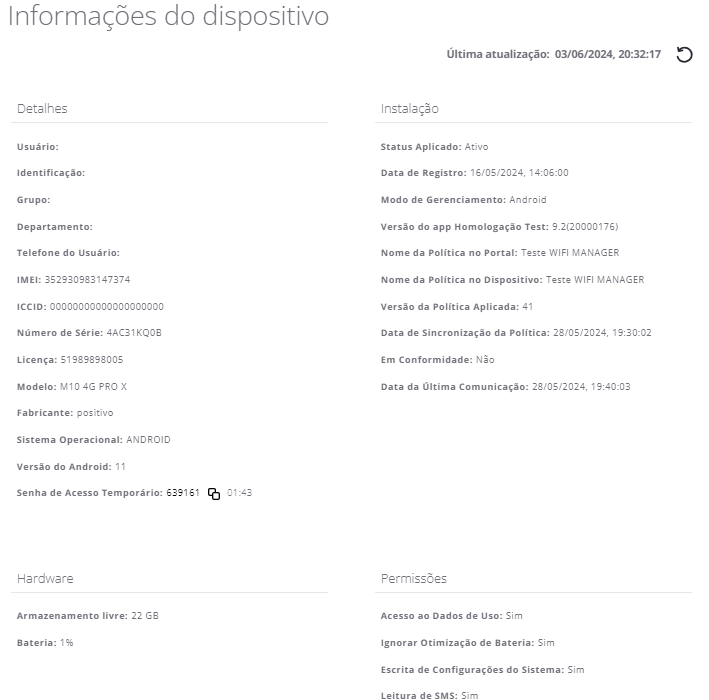 Informações do dispositivo
Última atualização: 03/06/2024, 20:32:17
Detalhes
Usuário:
Identificação:
Grupo:
Departamento:
Telefone do Usuário:
IMEI: 352930983147374
ICCID: 00000000000000000000
Número de Série: 4AC31KQ0B
Licença: 51989898005
Modelo: M10 4G PRO X
Fabricante: positivo
Sistema Operacional: ANDROID
Versão do Android: 11
Senha de Acesso Temporário: 639161 01:43
Instalação
Status Aplicado: Ativo
Data de Registro: 16/05/2024, 14:06:00
Modo de Gerenciamento: Android
Versão do app Homologação Test: 9.2(20000176)
Nome da Política no Portal: Teste WIFI MANAGER
Nome da Política no Dispositivo: Teste WIFI MANAGER
Versão da Política Aplicada: 41
Data de Sincronização da Política: 28/05/2024, 19:30:02
Em Conformidade: Não
Data da Última Comunicação: 28/05/2024, 19:40:03
Hardware
Armazenamento livre: 22 GB
Bateria: 1%
Permissões
Acesso ao Dados de Uso: Sim
Ignorar Otimização de Bateria: Sim
Escrita de Configurações do Sistema: Sim
Leitura de SMS: Sim